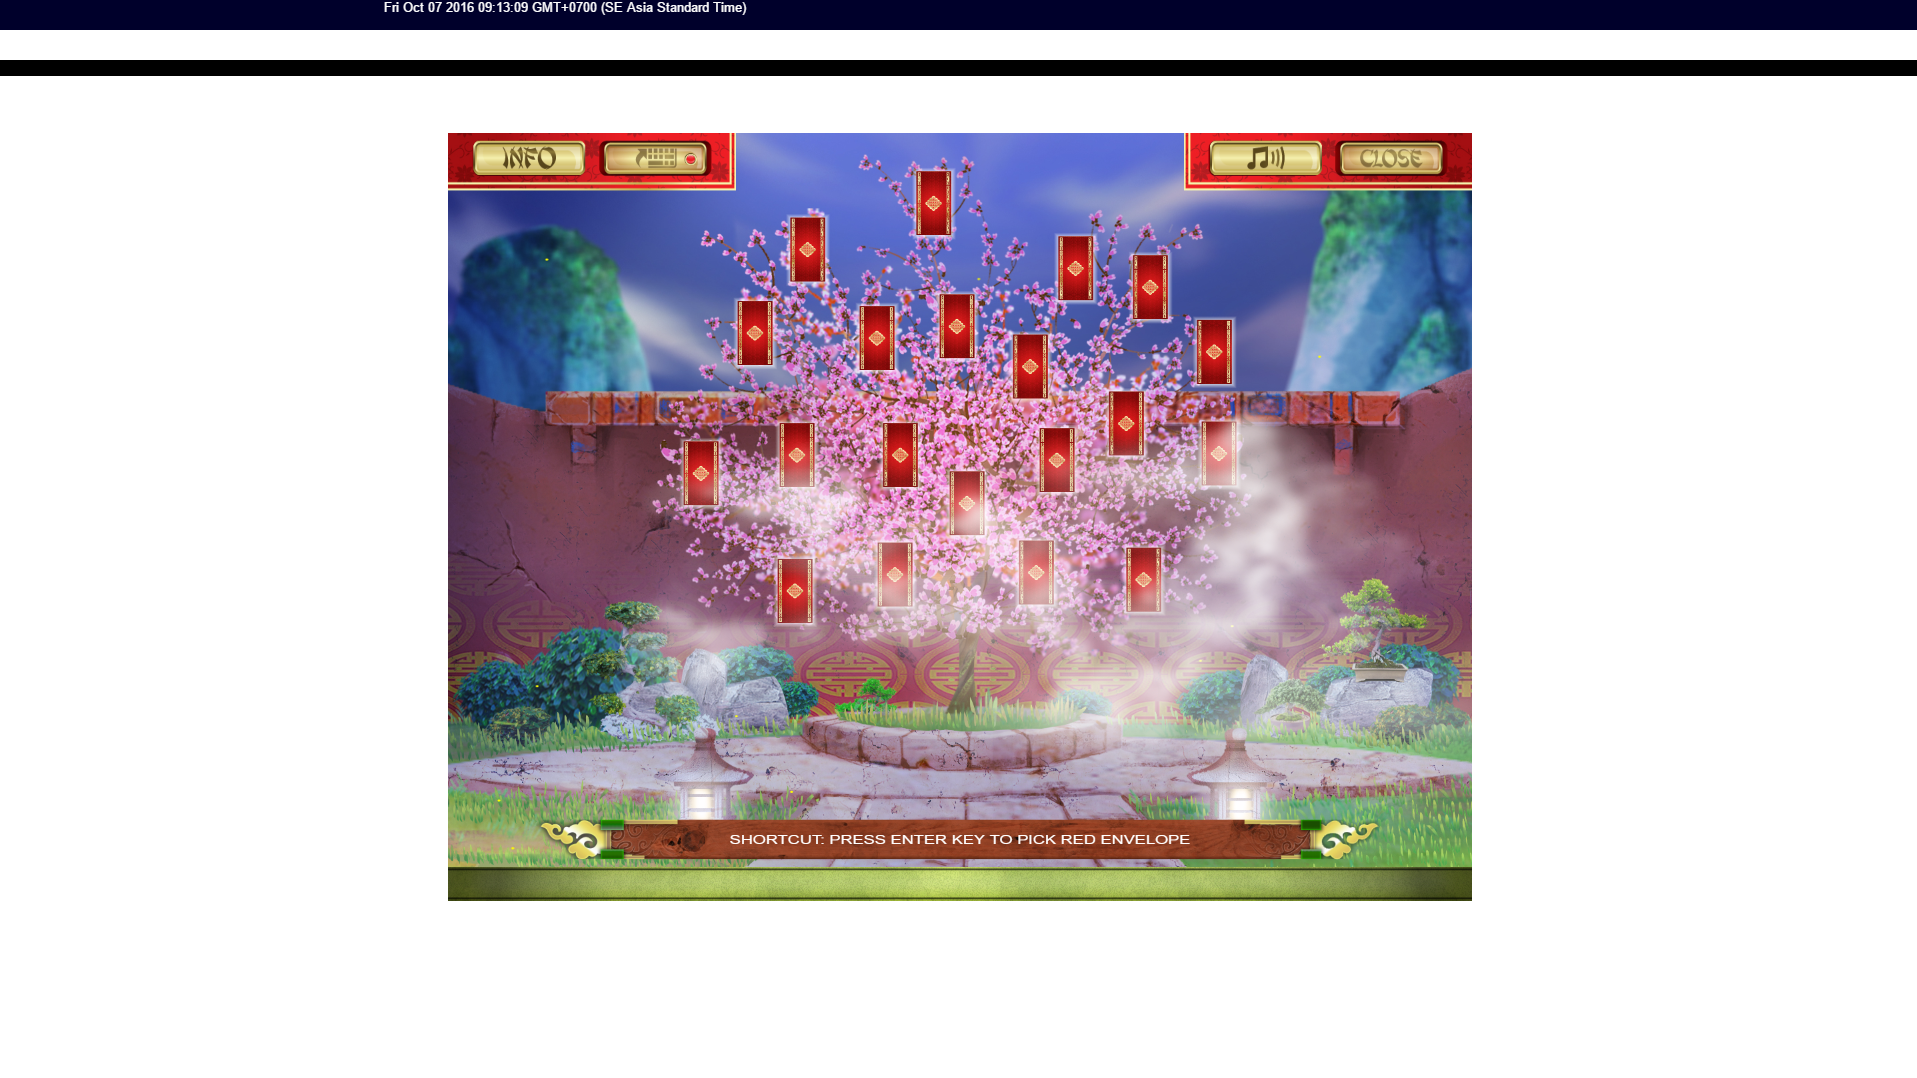 Fri Oct 07 2016 09:13:09 GMT+0700 (SE Asia Standard Time)
INFO
CLOSE
SHORTCUT: PRESS ENTER KEY TO PICK RED ENVELOPE